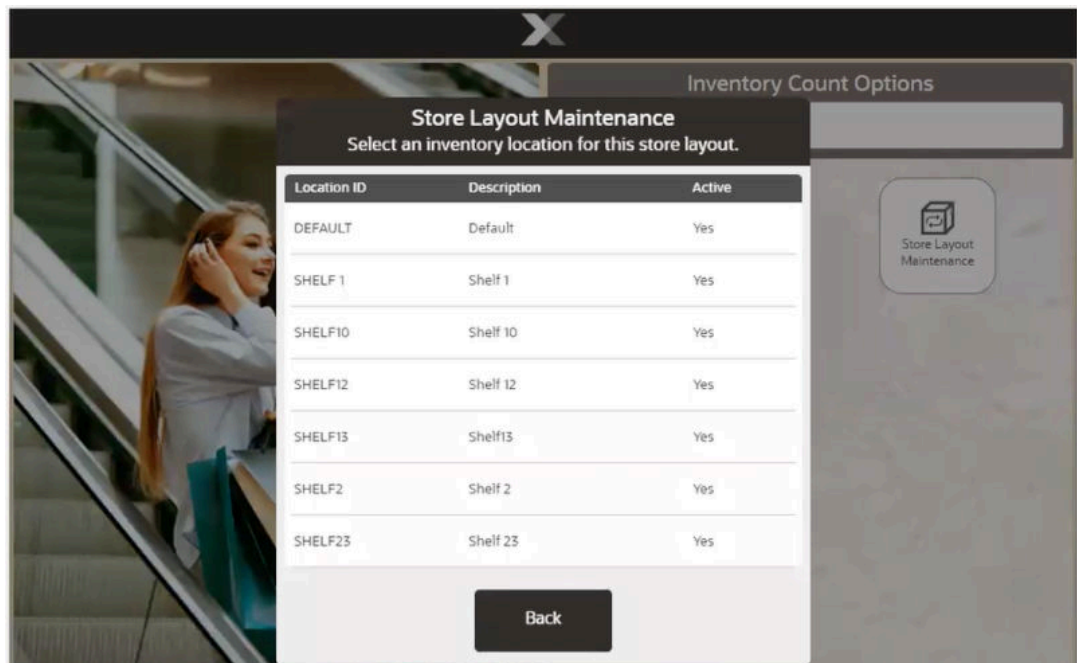 Inventory Count Options
Store Layout Maintenance
Select an inventory location for this store layout.
Location ID Description Active
DEFAULT Default Yes
SHELF 1 Shelf 1 Yes
SHELF10 Shelf 10 Yes
SHELF12 Shelf 12 Yes
SHELF13 Shelf13 Yes
SHELF2 Shelf 2 Yes
SHELF23 Shelf 23 Yes
Back
Store Layout
Maintenance